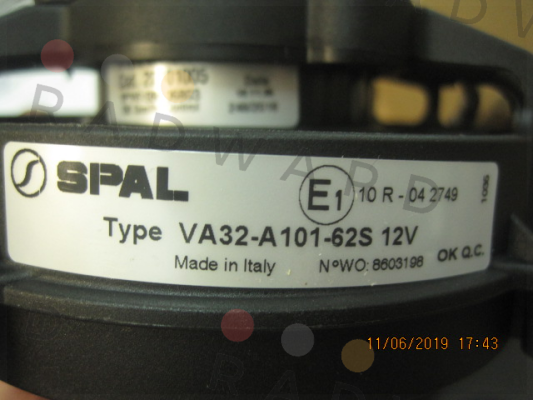 SPAL
E1
10 R - 04 2749
1006
Type VA32-A101-62S 12V
Made in Italy
N°WO: 8603198
OK Q.C.
11/06/2019 17:43
RADWARD